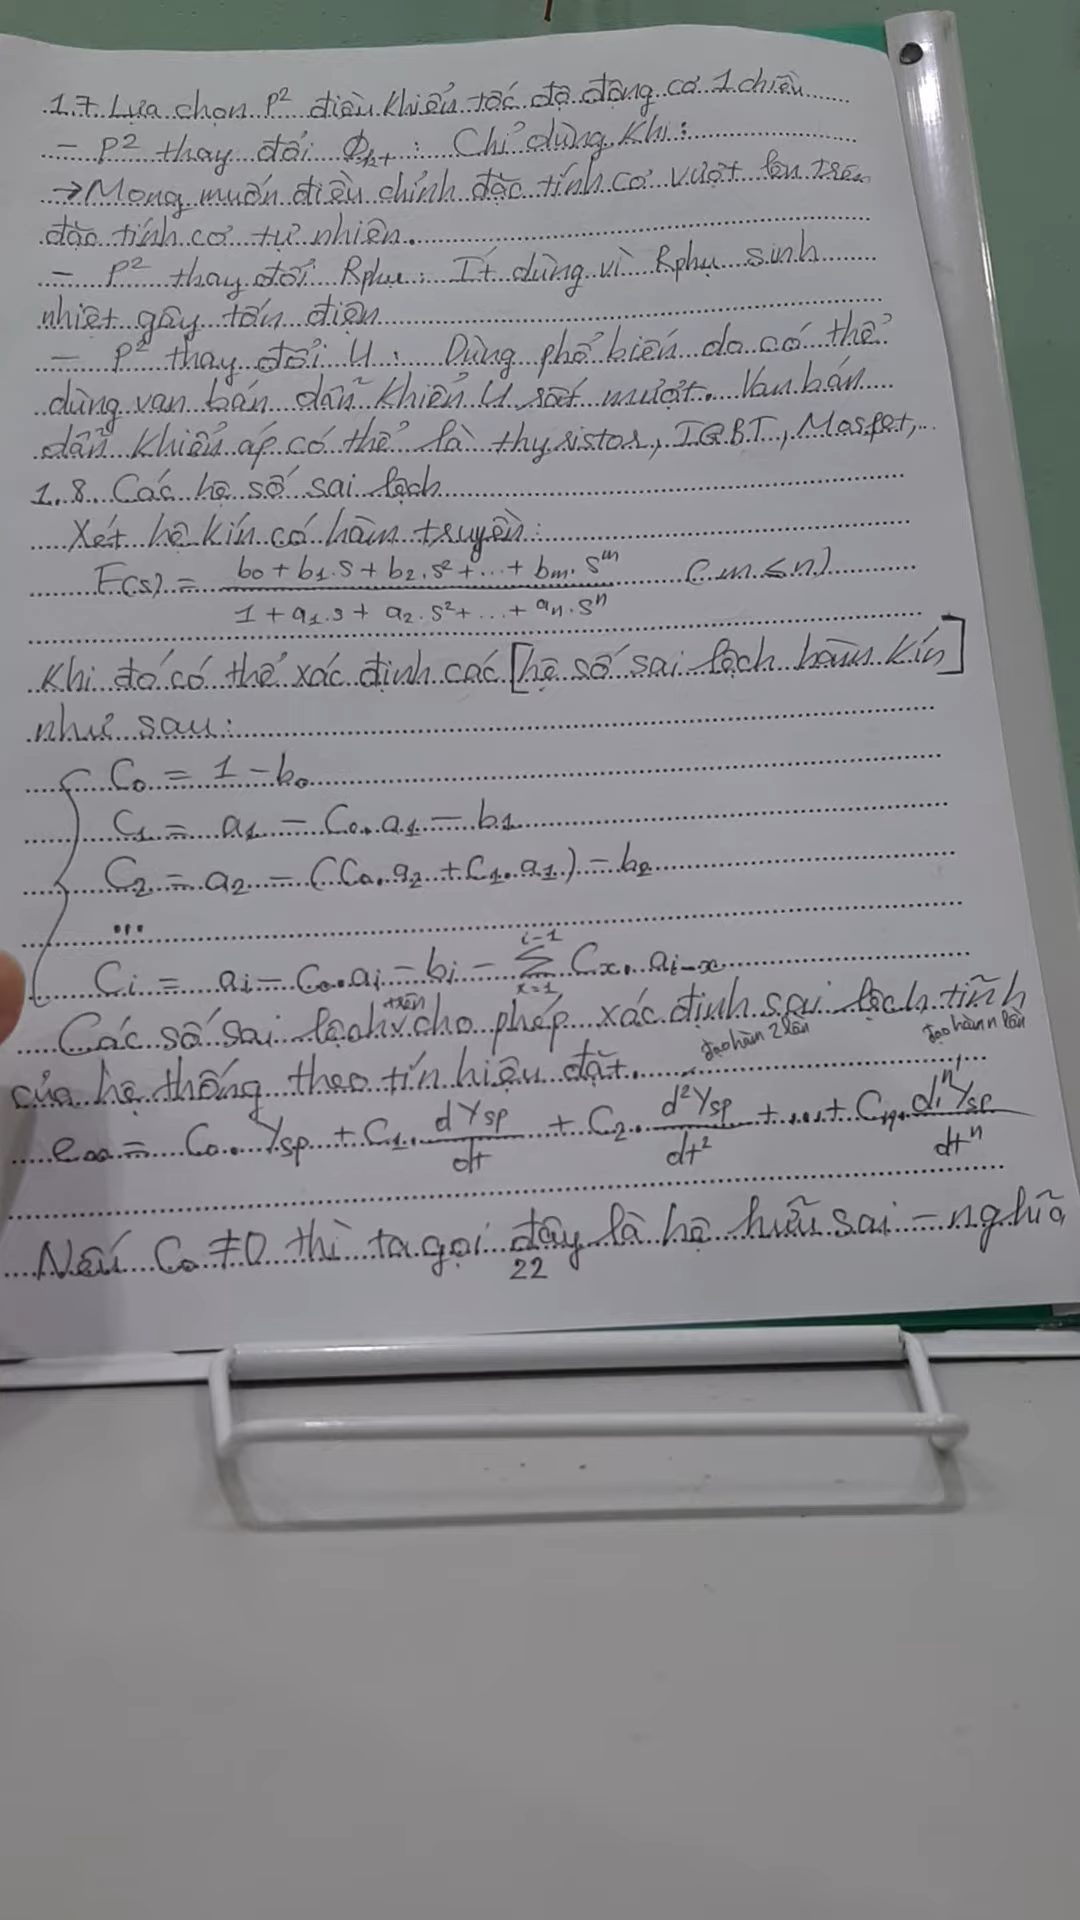 1.7. Lựa chọn P² điều khiển tốc độ động cơ 1 chiều
- P² thay đổi Φkt: Chỉ dùng khi:
→ Mong muốn điều chỉnh đặc tính cơ vượt lên trên
đặc tính cơ tự nhiên.
- P² thay đổi Rphụ: Ít dùng vì Rphụ sinh
nhiệt gây tốn điện
- P² thay đổi U: Dùng phổ biến do có thể
dùng van bán dẫn khiển U rất mượt. Van bán
dẫn khiển áp có thể là thyristor, IGBT, Mosfet,...
1.8. Các hệ số sai lệch
Xét hệ kín có hàm truyền:
F(s) = (b₀ + b₁.s + b₂.s² + ... + bₘ.sᵐ) / (1 + a₁.s + a₂.s² + ... + aₙ.sⁿ) (m ≤ n)
Khi đó có thể xác định các [hệ số sai lệch hàm kín]
như sau:
C₀ = 1 - b₀
C₁ = a₁ - C₀.a₁ - b₁
C₂ = a₂ - (C₀.a₂ + C₁.a₁) - b₂
...
Cᵢ = aᵢ - C₀.aᵢ - bᵢ - Σ_{x=1}^{i-1} Cₓ.aᵢ₋ₓ
Các số sai lệch trên cho phép xác định sai lệch tĩnh
của hệ thống theo tín hiệu đặt. đạo hàm 2 lần đạo hàm n lần
e∞ = C₀.Ysp + C₁.dYsp/dt + C₂.d²Ysp/dt² + ... + Cₙ.dⁿYsp/dtⁿ
Nếu C₀ ≠ 0 thì ta gọi đây là hệ hữu sai - nghĩa
22